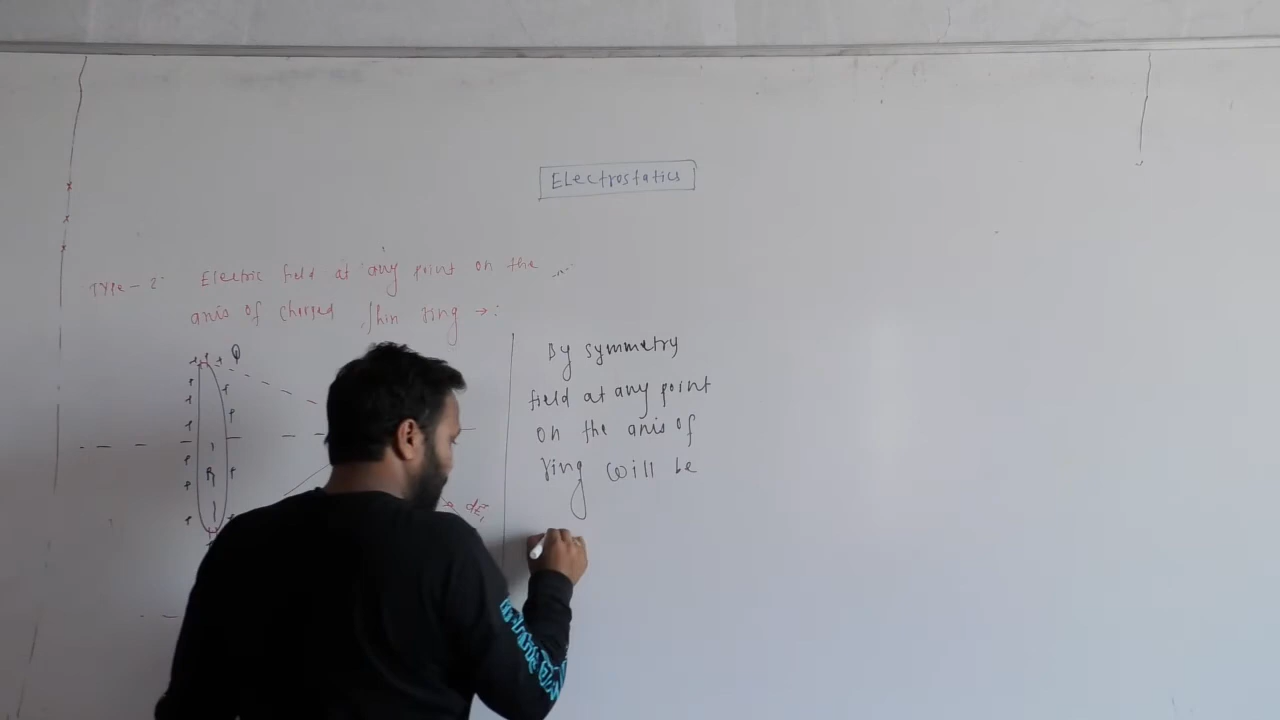 Electrostatics
TYPE-2: Electric field at any point on the
axis of charged thin ring →:
Q
R
dE₁
By symmetry
field at any point
on the axis of
ring will be